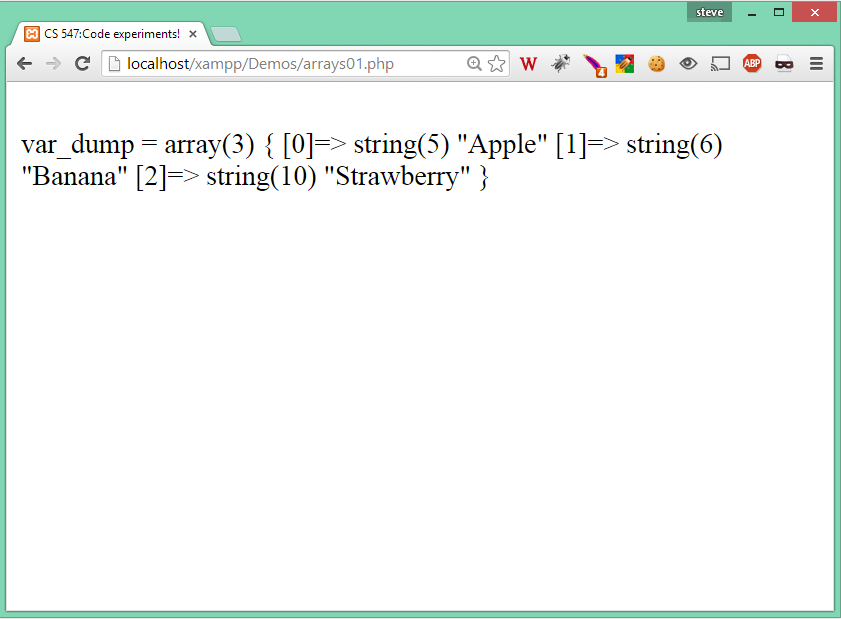 steve
CS 547:Code experiments!
localhost/xampp/Demos/arrays01.php
W
4
ABP
var_dump = array(3) { [0]=> string(5) "Apple" [1]=> string(6)
"Banana" [2]=> string(10) "Strawberry" }